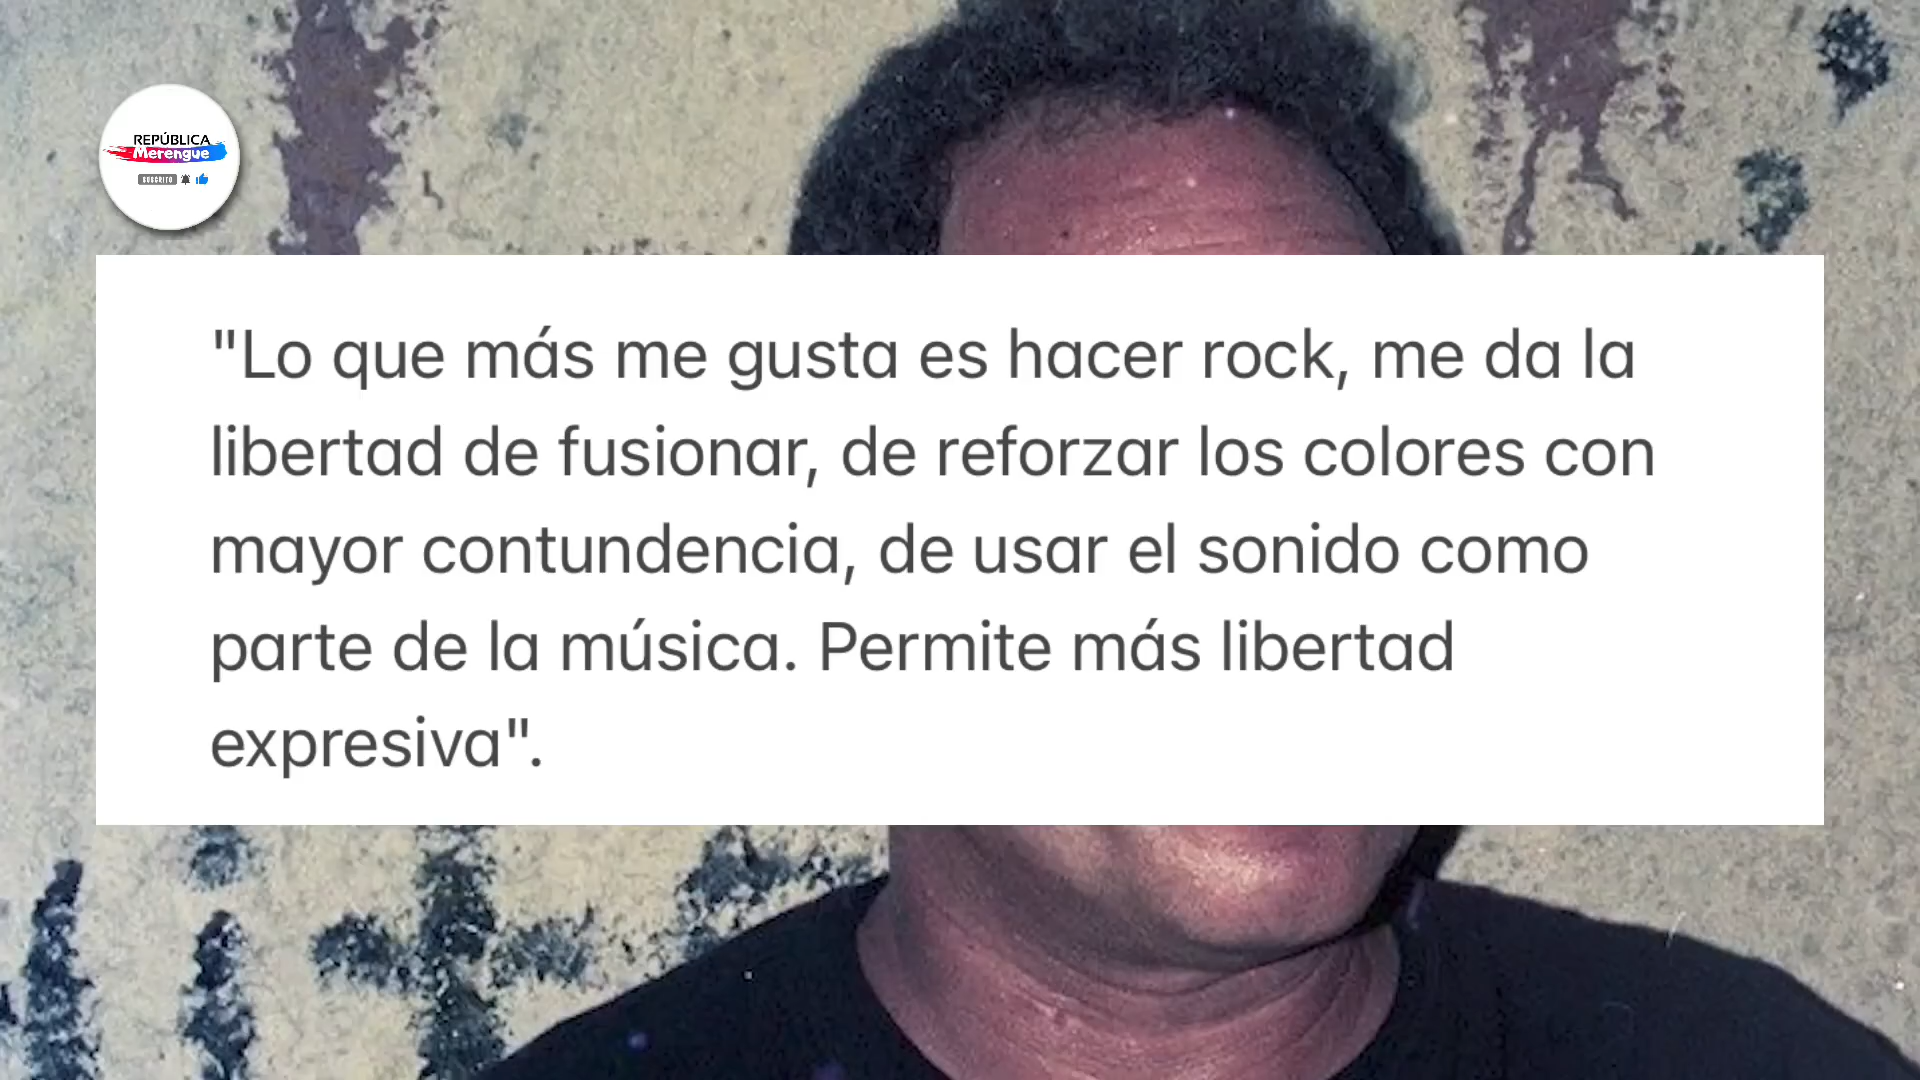 REPÚBLICA
Merengue
SUSCRITO
"Lo que más me gusta es hacer rock, me da la
libertad de fusionar, de reforzar los colores con
mayor contundencia, de usar el sonido como
parte de la música. Permite más libertad
expresiva".